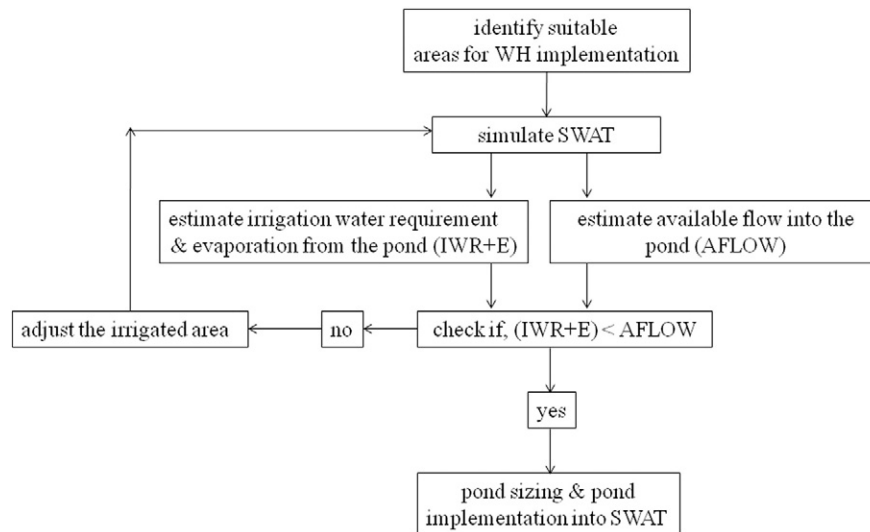 identify suitable
areas for WH implementation
simulate SWAT
estimate irrigation water requirement
& evaporation from the pond (IWR+E)
estimate available flow into the
pond (AFLOW)
adjust the irrigated area
no
check if, (IWR+E) < AFLOW
yes
pond sizing & pond
implementation into SWAT